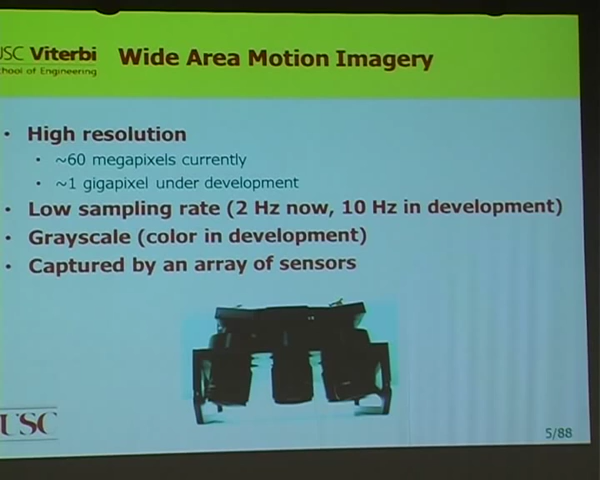 USC Viterbi
School of Engineering
Wide Area Motion Imagery
• High resolution
• ~60 megapixels currently
• ~1 gigapixel under development
• Low sampling rate (2 Hz now, 10 Hz in development)
• Grayscale (color in development)
• Captured by an array of sensors
USC
5/88